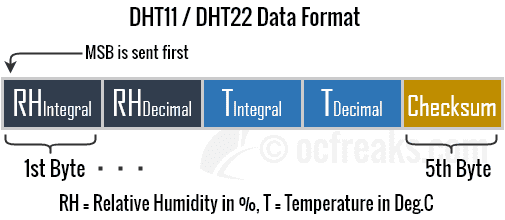 DHT11 / DHT22 Data Format
MSB is sent first
RHIntegral RHDecimal TIntegral TDecimal Checksum
© ocfreaks.com
1st Byte . . . 5th Byte
RH = Relative Humidity in %, T = Temperature in Deg.C